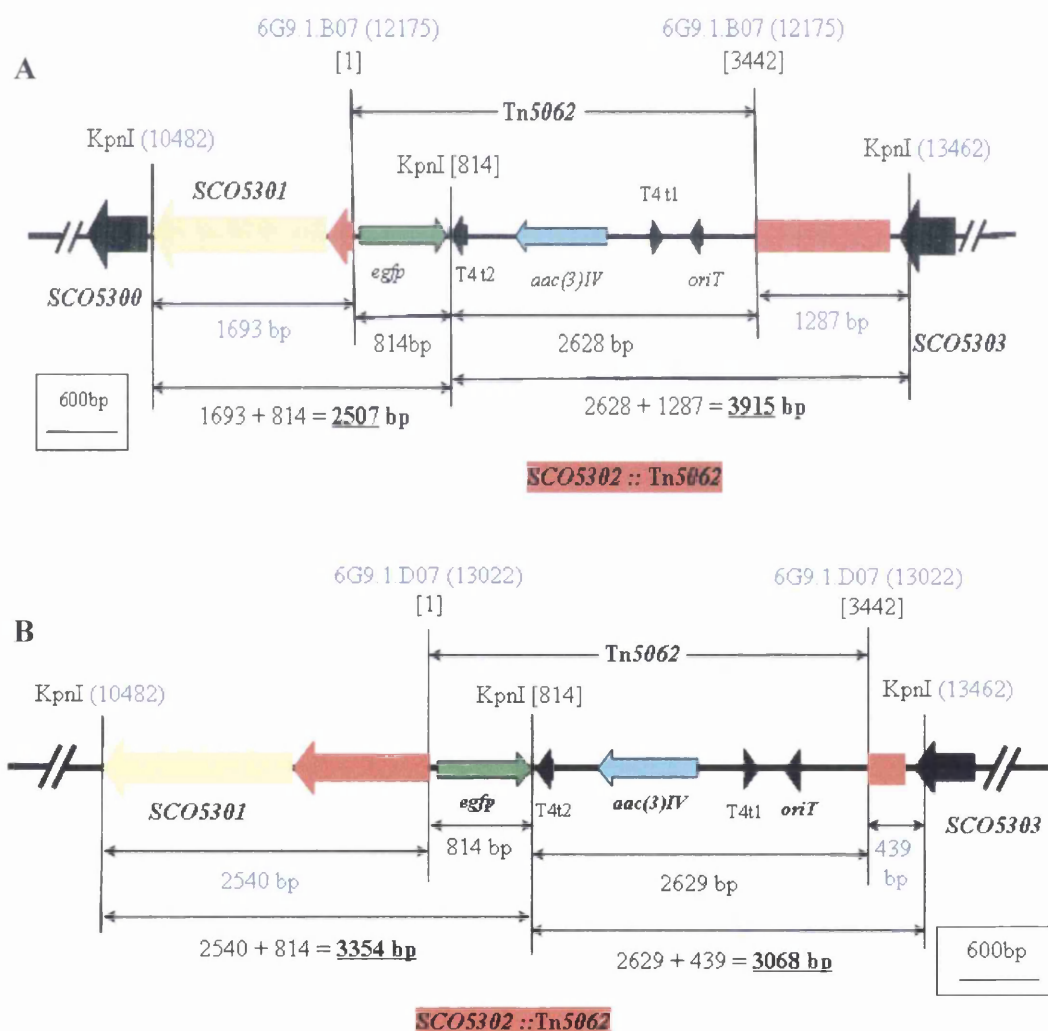 6G9.1.B07 (12175) 6G9.1.B07 (12175)
A
[1] [3442]
Tn5062
KpnI (10482) KpnI [814] KpnI (13462)
SCO5301 T4t1
egfp T4t2 aac(3)IV oriT
SCO5300 SCO5303
1693 bp 814bp 2628 bp 1287 bp
600bp
1693 + 814 = 2507 bp 2628 + 1287 = 3915 bp
SCO5302 :: Tn5062
6G9.1.D07 (13022) 6G9.1.D07 (13022)
[1] [3442]
B
Tn5062
KpnI (10482) KpnI [814] KpnI (13462)
SCO5301 egfp T4t2 aac(3)IV T4t1 oriT SCO5303
814 bp 439 bp
2540 bp 2629 bp
2540 + 814 = 3354 bp 2629 + 439 = 3068 bp
600bp
SCO5302 ::Tn5062